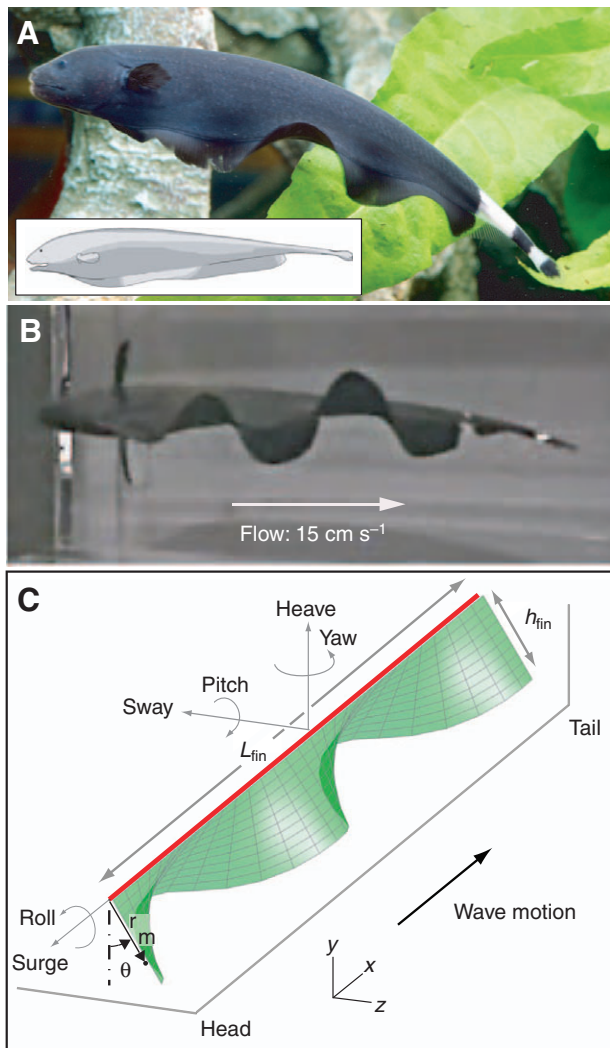 A
B
Flow: 15 cm s⁻¹
C
Heave
Yaw
Pitch
Sway
h_fin
L_fin
Tail
Wave motion
Roll
Surge
r
m
θ
y
x
z
Head